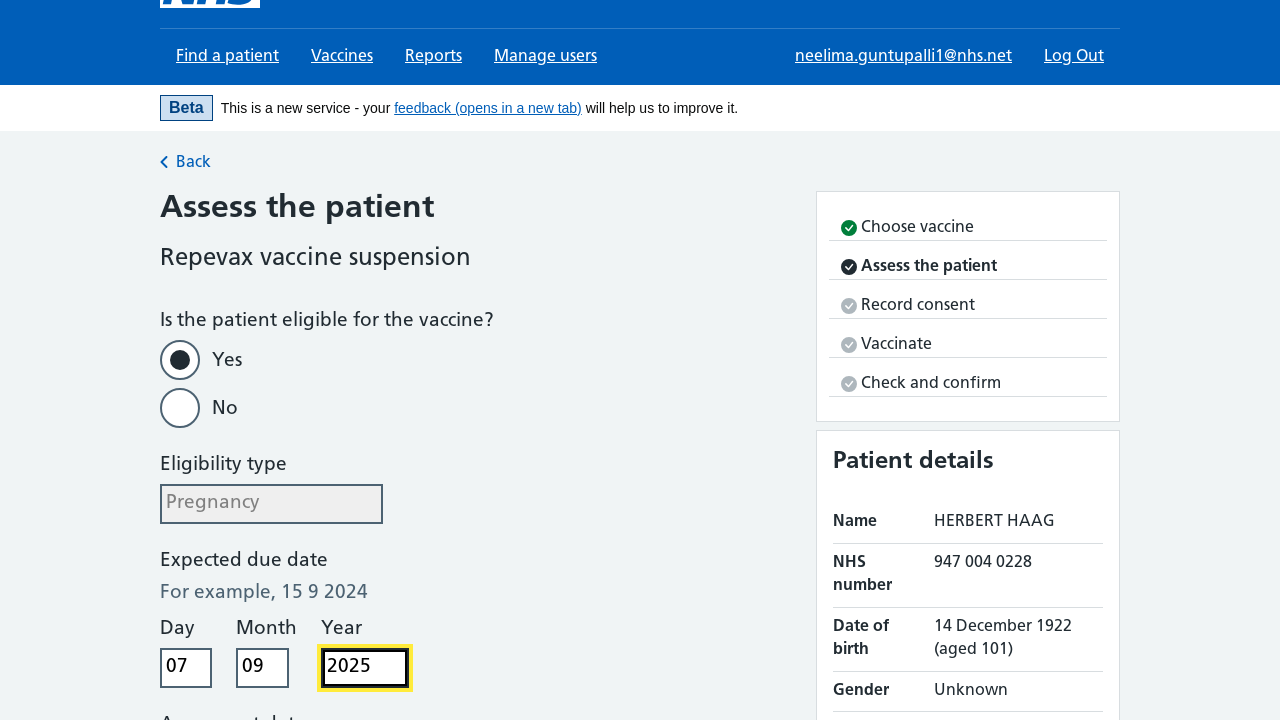 NHS
Find a patient
Vaccines
Reports
Manage users
neelima.guntupalli1@nhs.net
Log Out
Beta
This is a new service - your feedback (opens in a new tab) will help us to improve it.
Back
Assess the patient
Repevax vaccine suspension
Is the patient eligible for the vaccine?
Yes
No
Eligibility type
Pregnancy
Expected due date
For example, 15 9 2024
Day
Month
Year
07
09
2025
Choose vaccine
Assess the patient
Record consent
Vaccinate
Check and confirm
Patient details
Name
HERBERT HAAG
NHS
number
947 004 0228
Date of
birth
14 December 1922
(aged 101)
Gender
Unknown